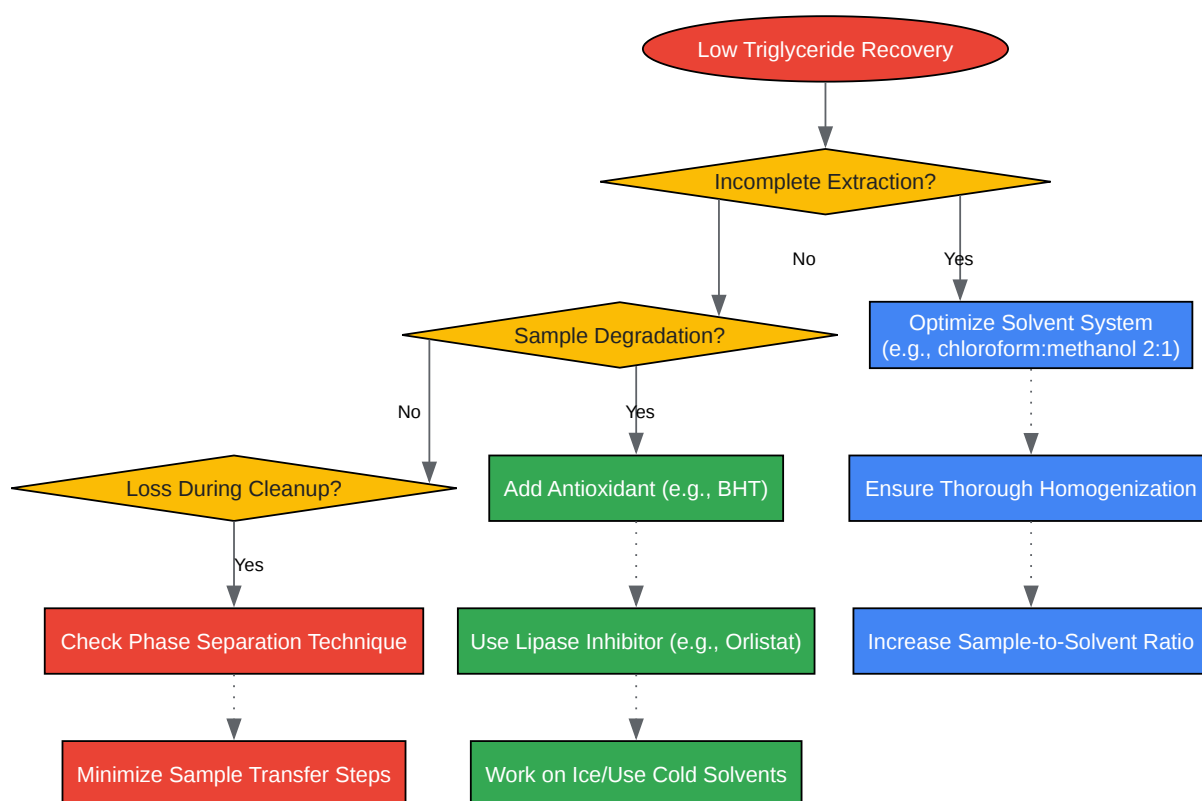 Low Triglyceride Recovery
Incomplete Extraction?
No
Yes
Sample Degradation?
Optimize Solvent System
(e.g., chloroform:methanol 2:1)
No
Yes
Loss During Cleanup?
Add Antioxidant (e.g., BHT)
Ensure Thorough Homogenization
Yes
Check Phase Separation Technique
Use Lipase Inhibitor (e.g., Orlistat)
Increase Sample-to-Solvent Ratio
Minimize Sample Transfer Steps
Work on Ice/Use Cold Solvents